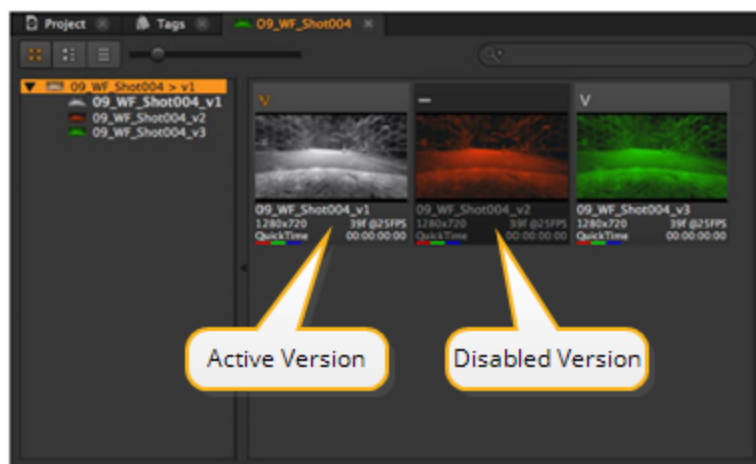 Project
Tags
09_WF_Shot004
09_WF_Shot004 > v1
09_WF_Shot004_v1
09_WF_Shot004_v2
09_WF_Shot004_v3
V
V
09_WF_Shot004_v1
1280x720 39f @25FPS
QuickTime 00:00:00:00
09_WF_Shot004_v2
1280x720 39f @25FPS
QuickTime 00:00:00:00
09_WF_Shot004_v3
1280x720 39f @25FPS
QuickTime 00:00:00:00
Active Version
Disabled Version